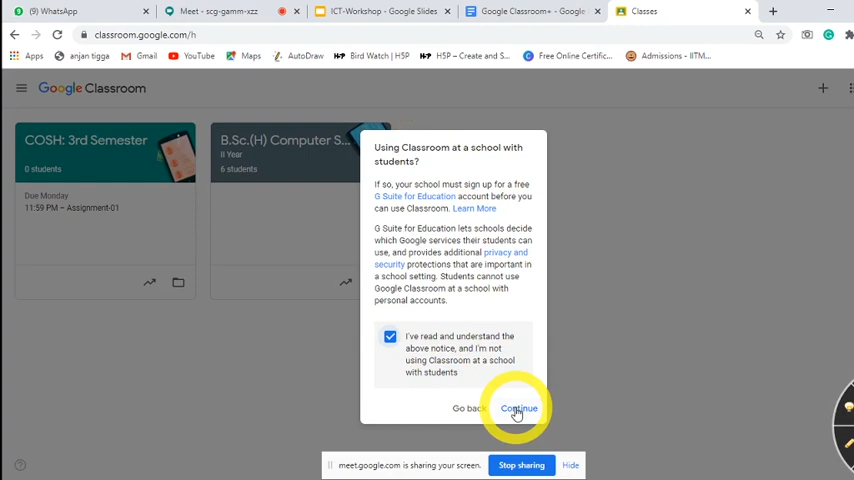 (3) WhatsApp
Meet - scg-gamm-xzz
ICT-Workshop - Google Slides
Google Classroom+ - Google
Classes
classroom.google.com/h
Apps
anjan tigga
Gmail
YouTube
Maps
AutoDraw
H-P Bird Watch | H5P
H-P H5P – Create and S...
Free Online Certific...
Admissions - IITM...
Google Classroom
COSH: 3rd Semester
0 students
Due Monday
11:59 PM – Assignment-01
B.Sc.(H) Computer S...
II Year
6 students
Using Classroom at a school with
students?
If so, your school must sign up for a free
G Suite for Education account before you
can use Classroom. Learn More
G Suite for Education lets schools decide
which Google services their students can
use, and provides additional privacy and
security protections that are important in
a school setting. Students cannot use
Google Classroom at a school with
personal accounts.
I've read and understand the
above notice, and I'm not
using Classroom at a school
with students
Go back
Continue
meet.google.com is sharing your screen.
Stop sharing
Hide